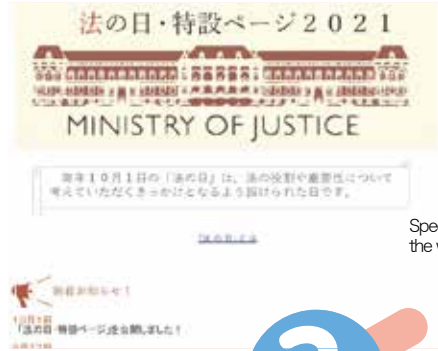 法の日・特設ページ2021
MINISTRY OF JUSTICE
毎年10月1日の「法の日」は、法の役割や重要性について
考えていただくきっかけとなるよう設けられた日です。
Spe
the
新着お知らせ！
「法の日・特設ページ」を公開しました！